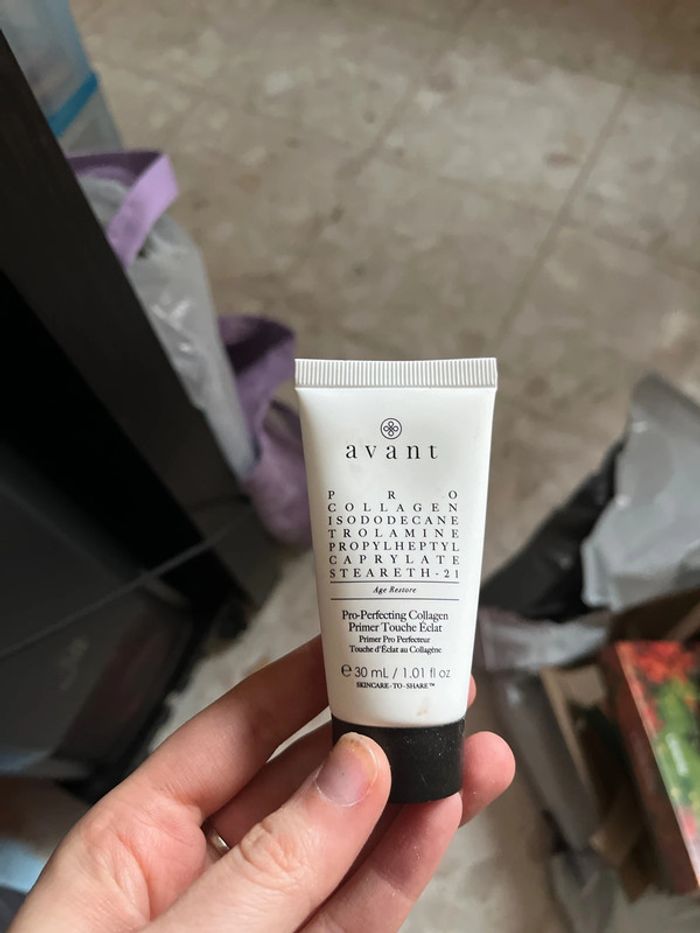 avant
PRO
COLLAGEN
ISODODECANE
TROLAMINE
PROPYLHEPTYL
CAPRYLATE
STEARETH-21
Age Restore
Pro-Perfecting Collagen
Primer Touche Éclat
Primer Pro Perfecteur
Touche d'Éclat au Collagène
e 30 mL / 1.01 fl oz
SKINCARE-TO-SHARE™